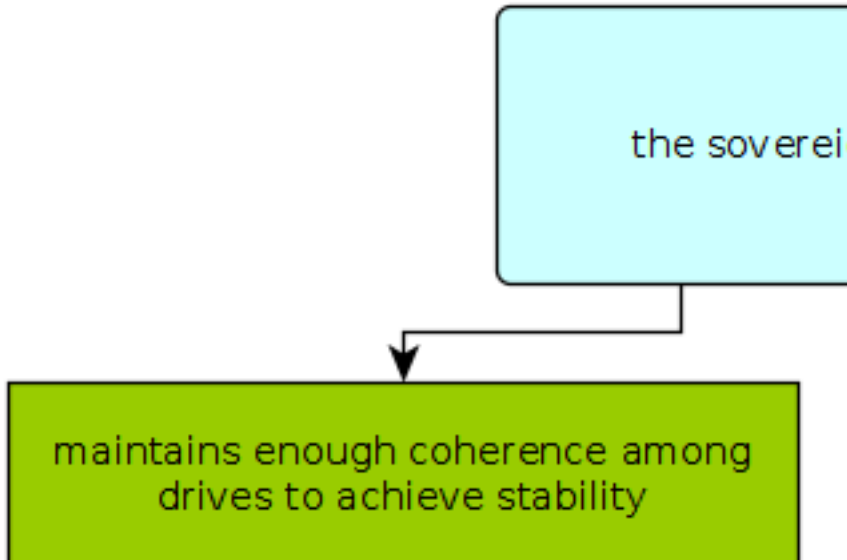 the soverei
maintains enough coherence among
drives to achieve stability